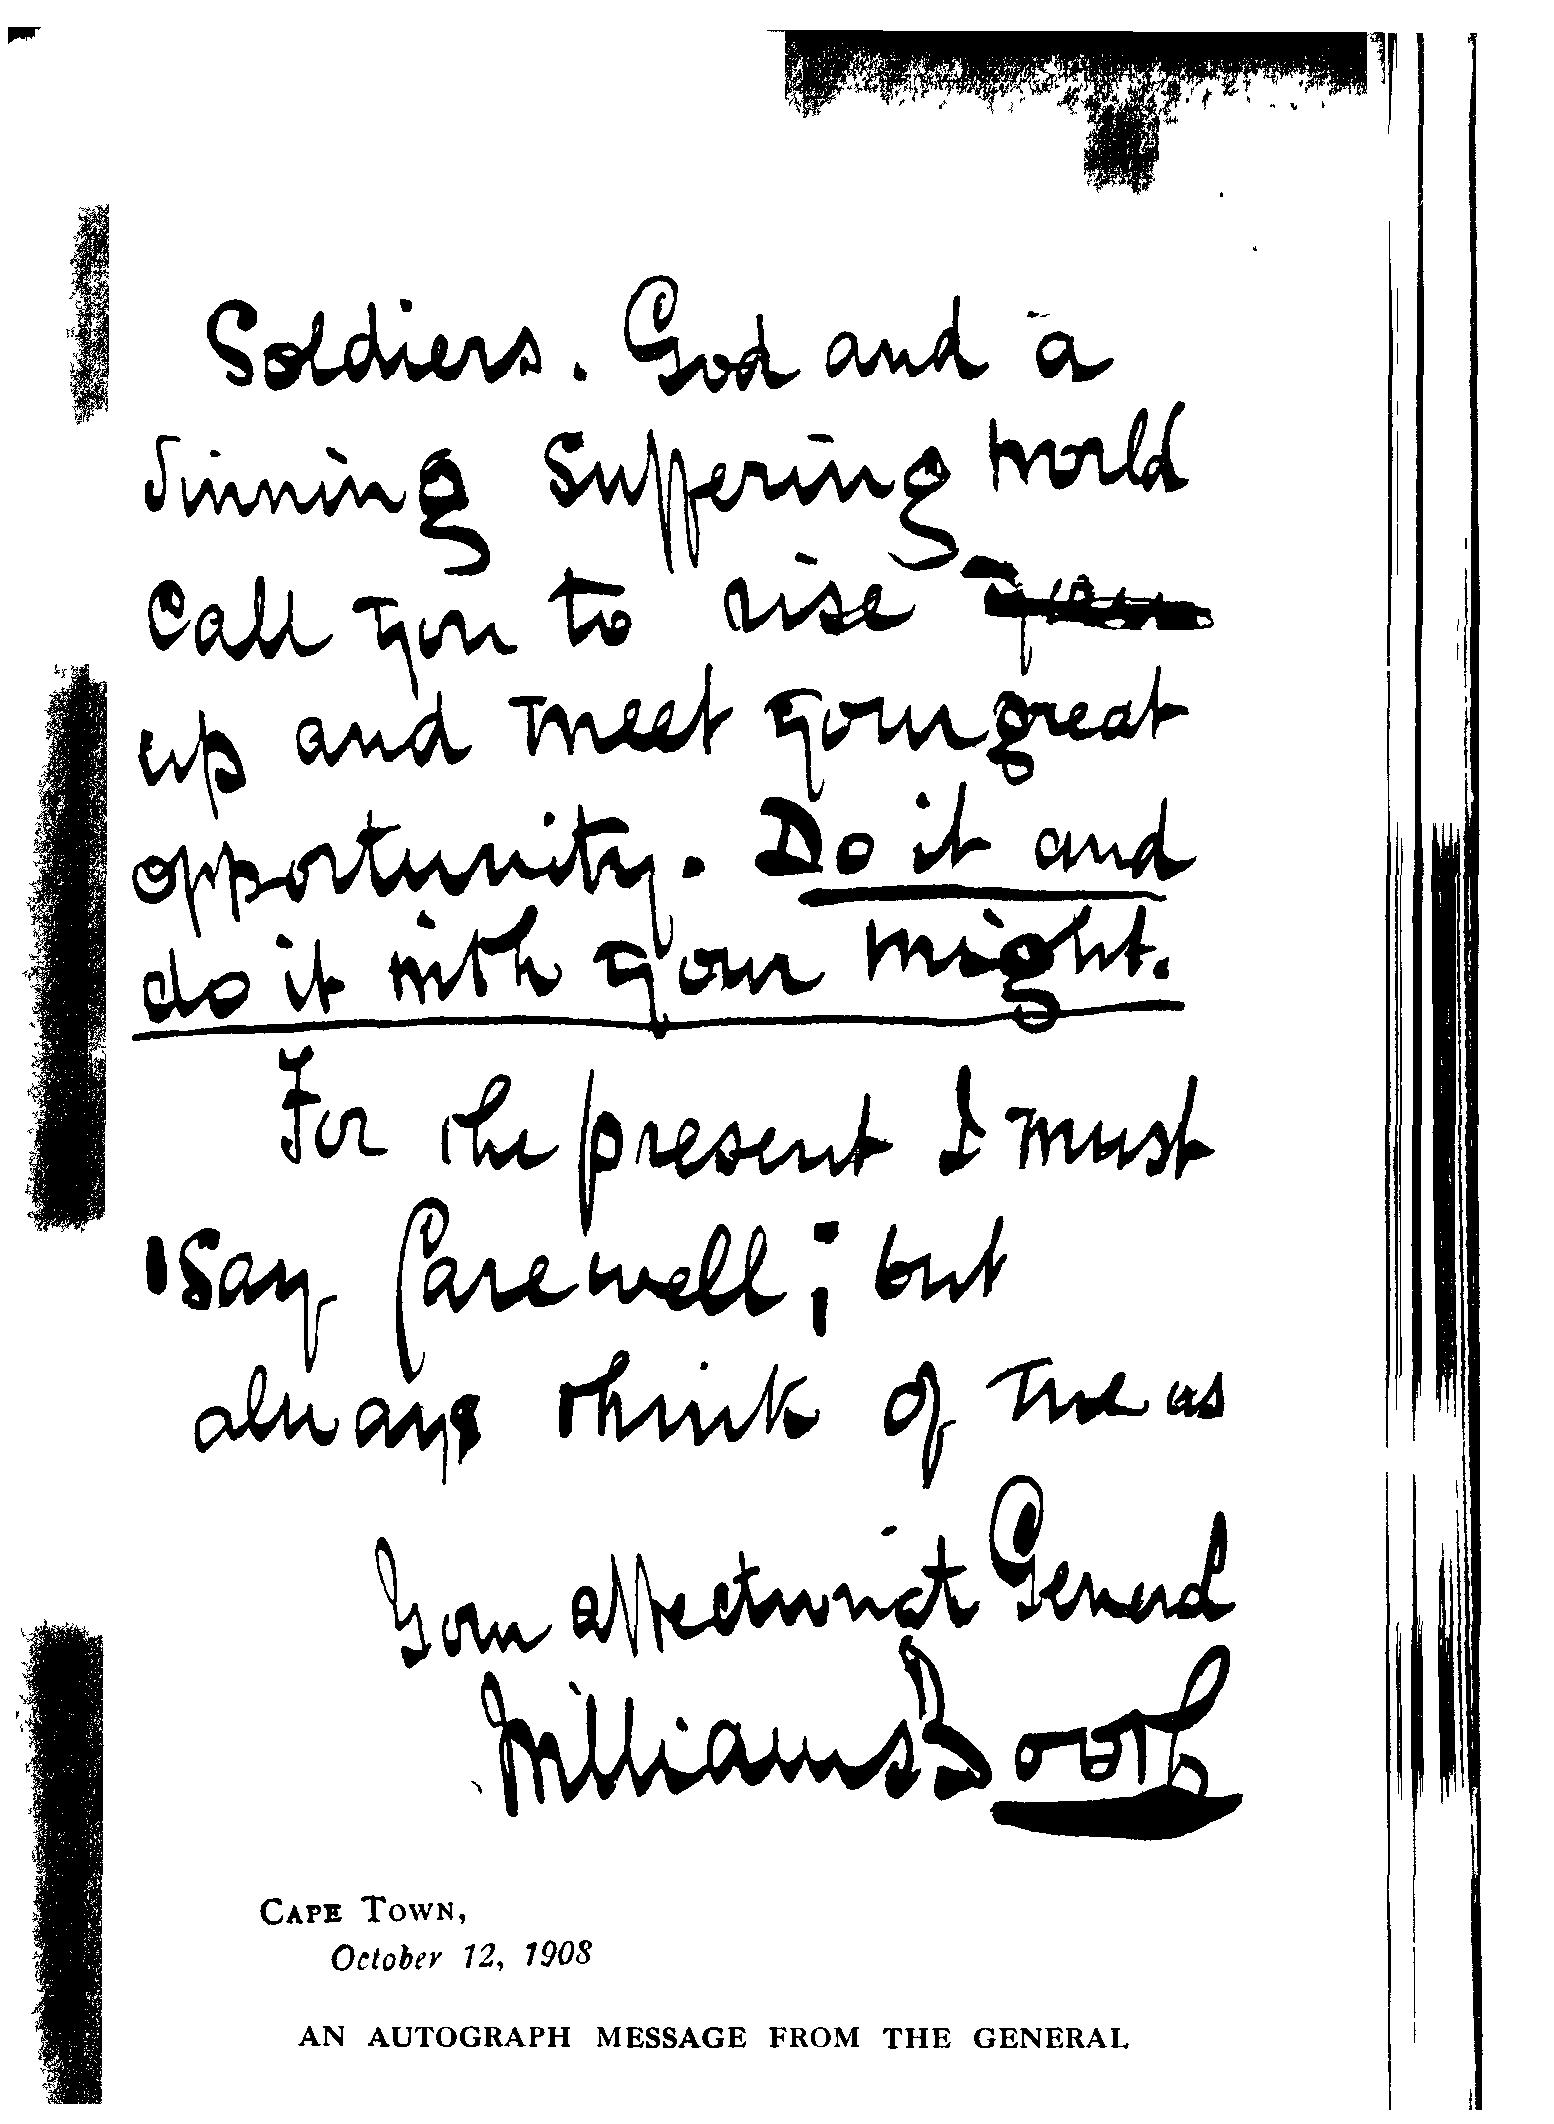 Soldiers. God and a
sinning suffering world
Call you to rise
up and meet your great
opportunity. Do it and
do it with your might.
For the present I must
say farewell; but
always think of me as
Your affectionate General
William Booth
CAPE TOWN,
October 12, 1908
AN AUTOGRAPH MESSAGE FROM THE GENERAL